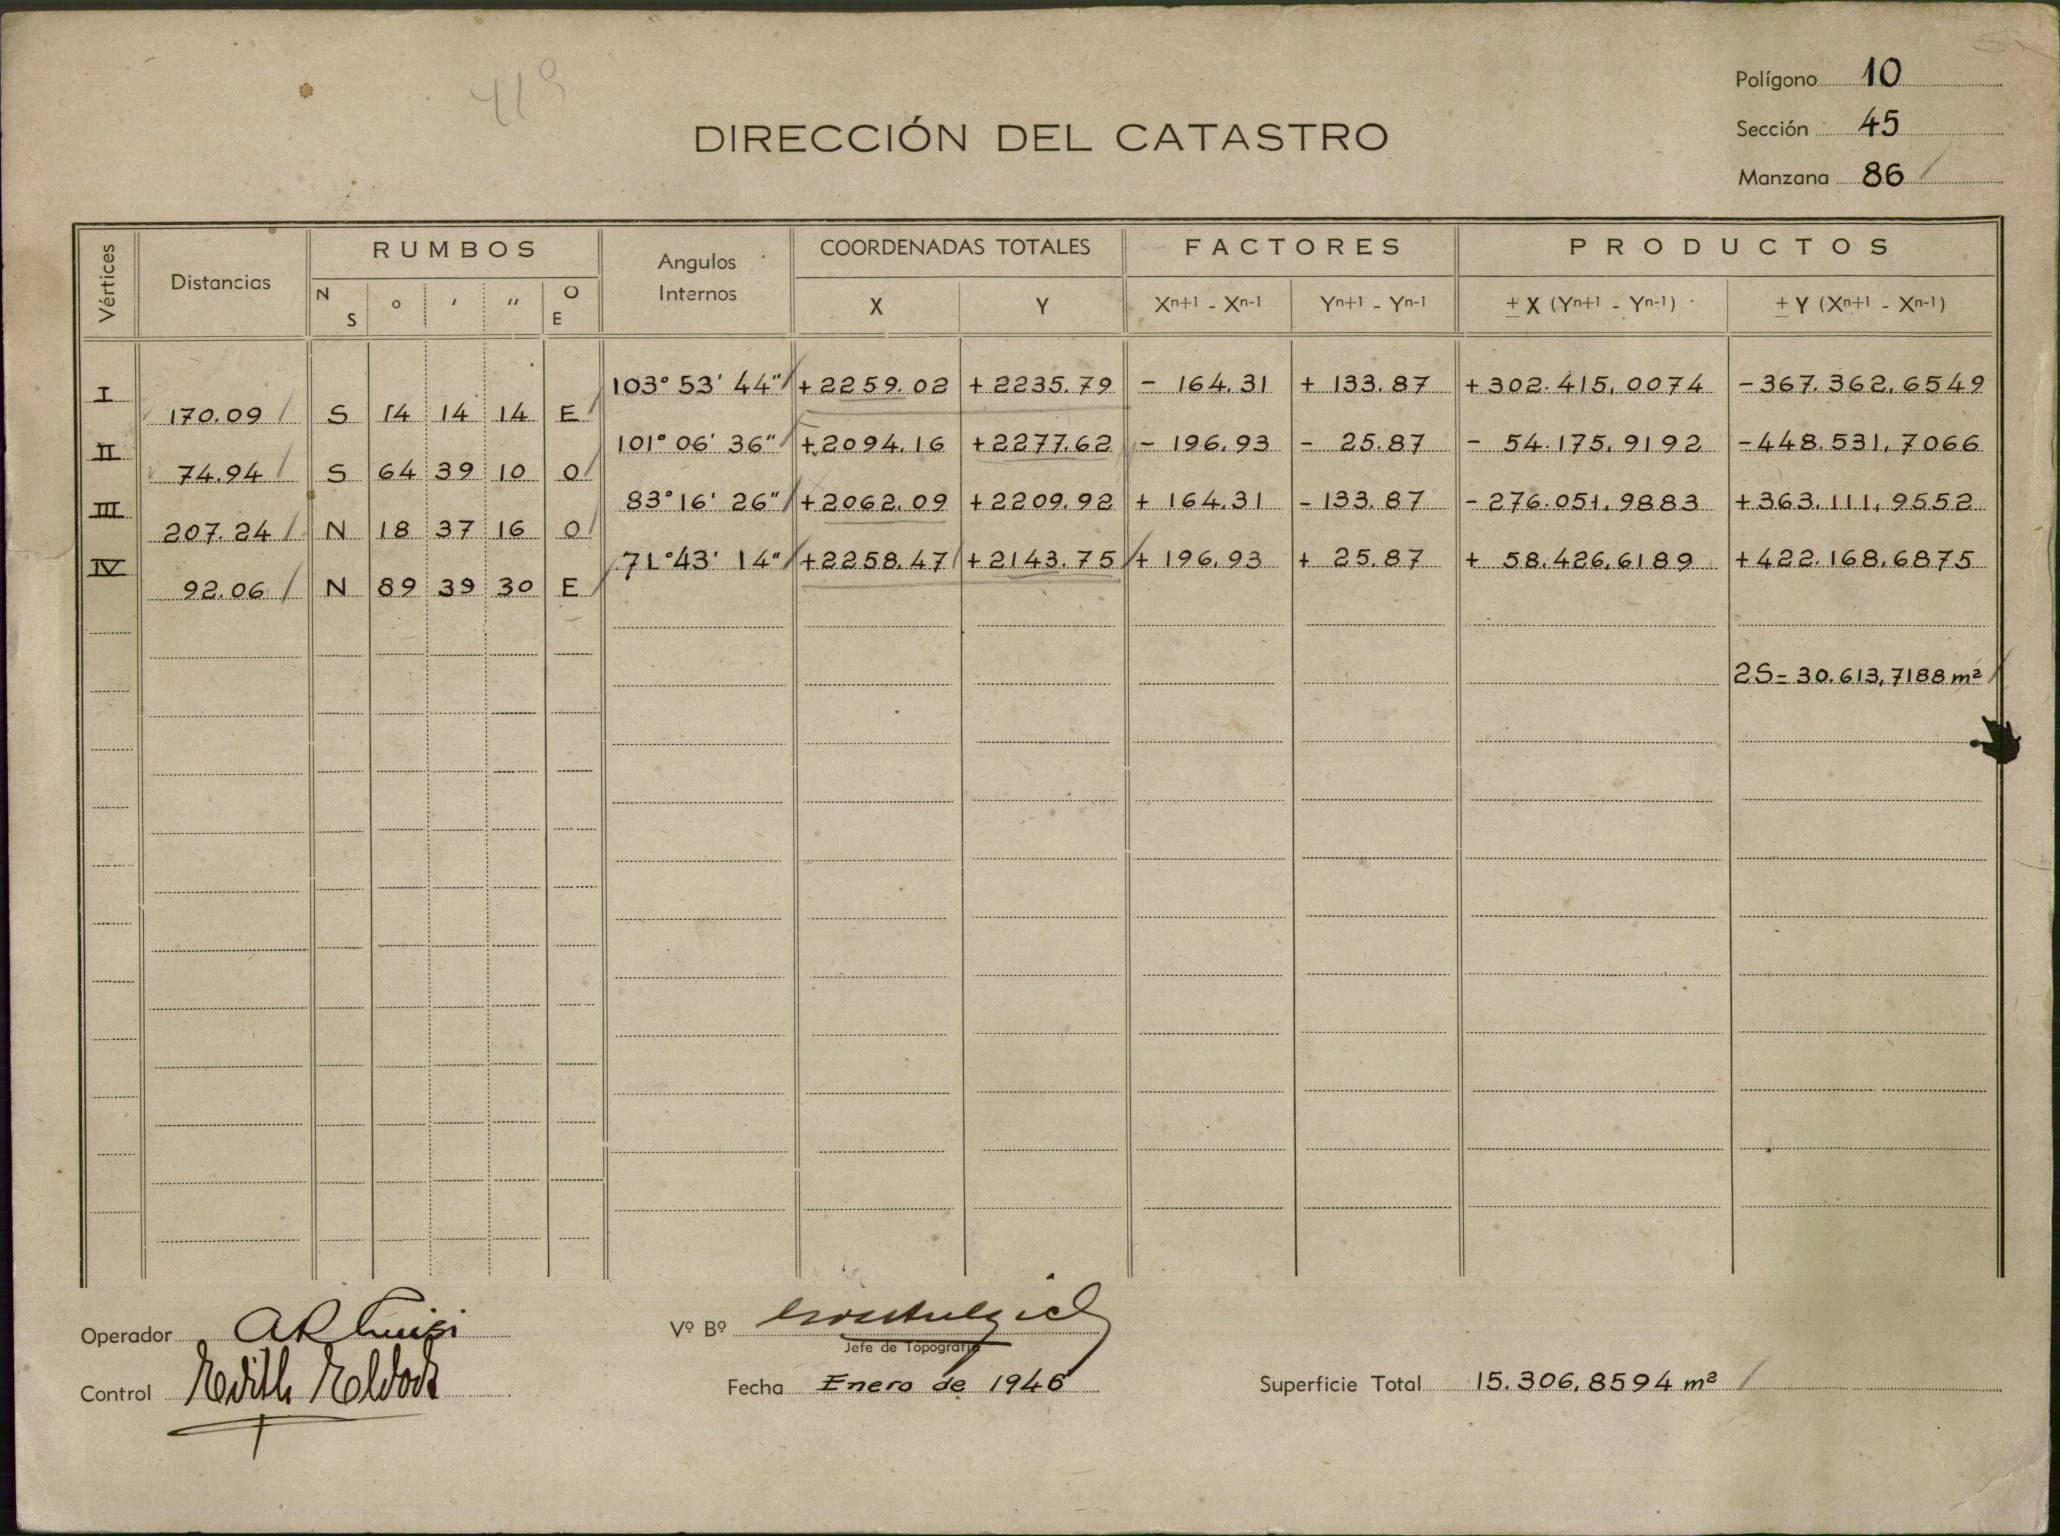 419
Polígono 10
DIRECCIÓN DEL CATASTRO
Sección 45
Manzana 86
Vértices Distancias RUMBOS Angulos Internos COORDENADAS TOTALES FACTORES PRODUCTOS
N S ° ' '' O E X Y Xn+1 - Xn-1 Yn+1 - Yn-1 ± X (Yn+1 - Yn-1) ± Y (Xn+1 - Xn-1)
I 103° 53' 44" +2259.02 +2235.79 - 164.31 + 133.87 +302.415,0074 -367.362,6549
170.09 S 14 14 14 E
II 101° 06' 36" +2094.16 +2277.62 - 196.93 - 25.87 - 54.175,9192 -448.531,7066
74.94 S 64 39 10 O
III 83° 16' 26" +2062.09 +2209.92 + 164.31 - 133.87 -276.051,9883 +363.111,9552
207.24 N 18 37 16 O
IV 71° 43' 14" +2258.47 +2143.75 + 196.93 + 25.87 + 58.426,6189 +422.168,6875
92.06 N 89 39 30 E
2S = 30.613,7188 m²
Operador
Vº Bº
Jefe de Topografía
Control
Fecha Enero de 1946
Superficie Total 15.306,8594 m²